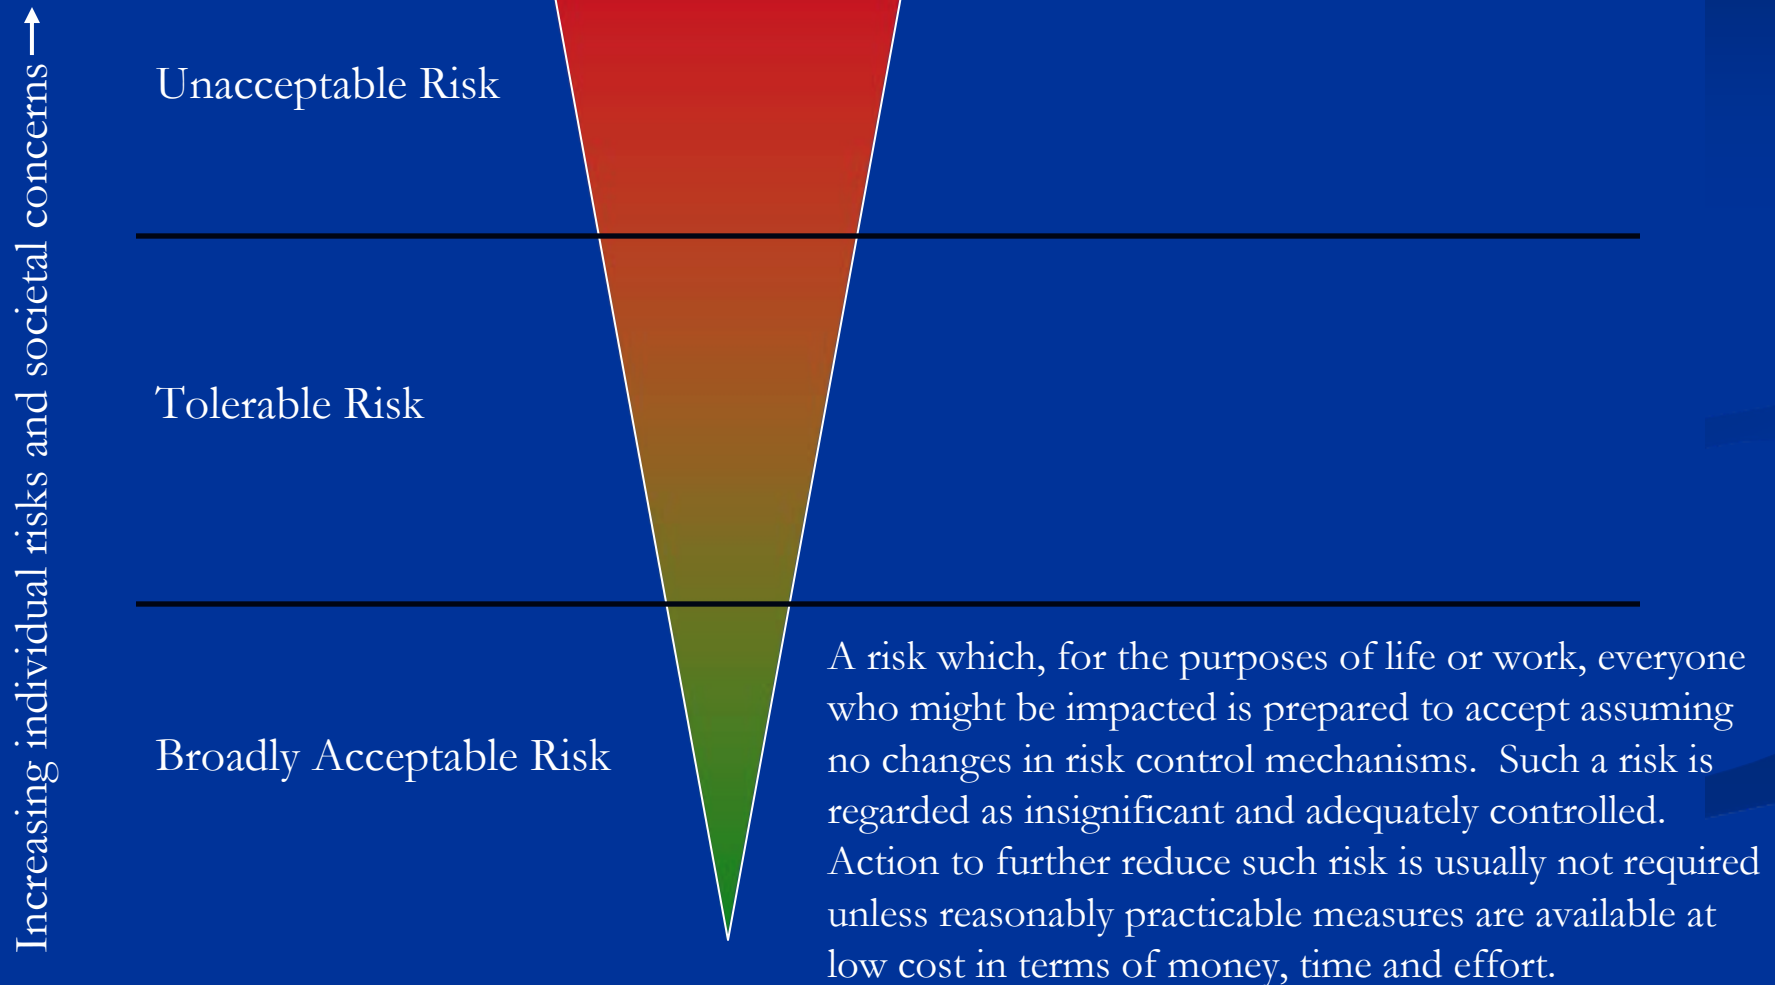 Increasing individual risks and societal concerns
Unacceptable Risk
Tolerable Risk
Broadly Acceptable Risk
A risk which, for the purposes of life or work, everyone
who might be impacted is prepared to accept assuming
no changes in risk control mechanisms.  Such a risk is
regarded as insignificant and adequately controlled.
Action to further reduce such risk is usually not required
unless reasonably practicable measures are available at
low cost in terms of money, time and effort.